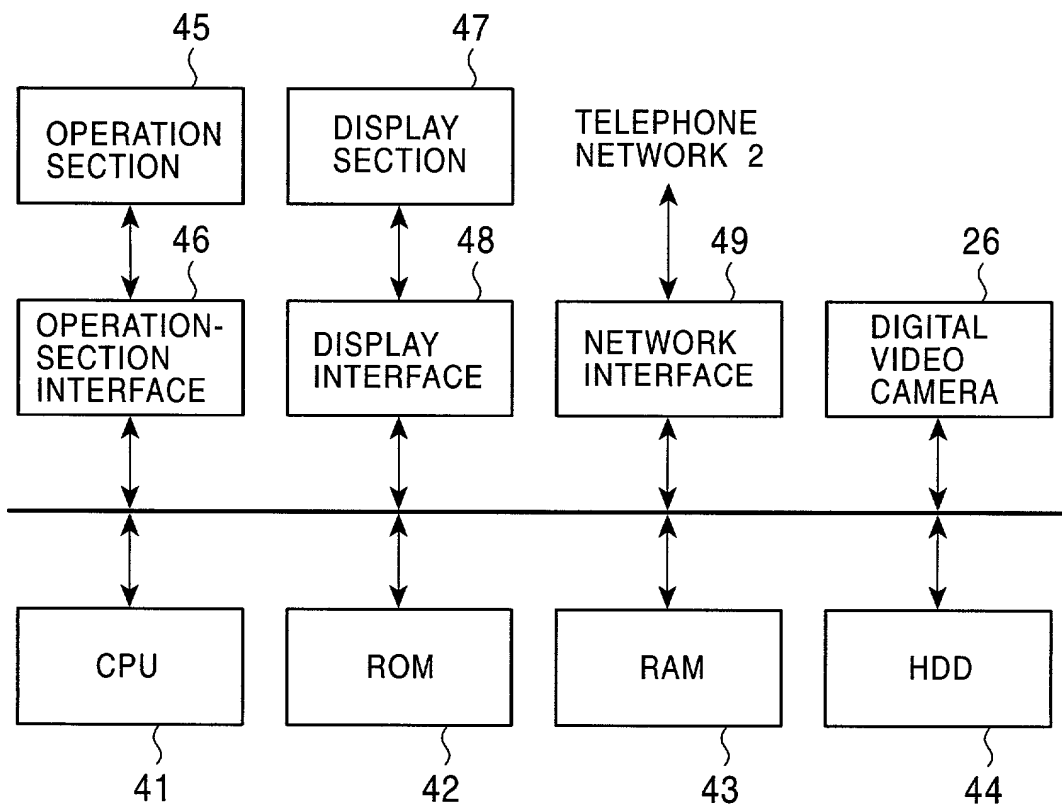 45
47
OPERATION
SECTION
DISPLAY
SECTION
TELEPHONE
NETWORK 2
46
48
49
26
OPERATION-
SECTION
INTERFACE
DISPLAY
INTERFACE
NETWORK
INTERFACE
DIGITAL
VIDEO
CAMERA
CPU
ROM
RAM
HDD
41
42
43
44